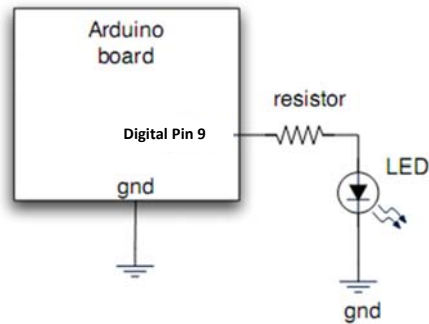 Arduino
board
resistor
Digital Pin 9
LED
gnd
gnd